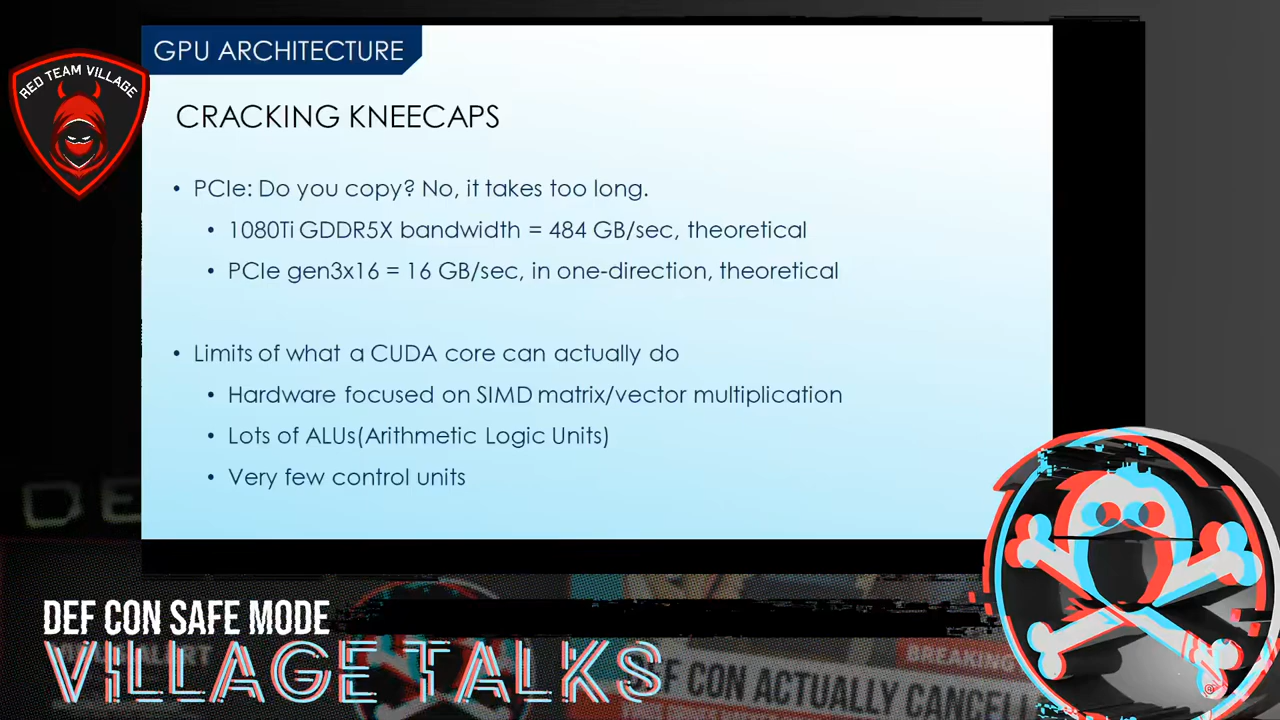 GPU ARCHITECTURE
RED TEAM VILLAGE
CRACKING KNEECAPS
• PCIe: Do you copy? No, it takes too long.
• 1080Ti GDDR5X bandwidth = 484 GB/sec, theoretical
• PCIe gen3x16 = 16 GB/sec, in one-direction, theoretical
• Limits of what a CUDA core can actually do
• Hardware focused on SIMD matrix/vector multiplication
• Lots of ALUs(Arithmetic Logic Units)
• Very few control units
DEF CON SAFE MODE
VILLAGE TALKS
BREAKING
DEF CON ACTUALLY